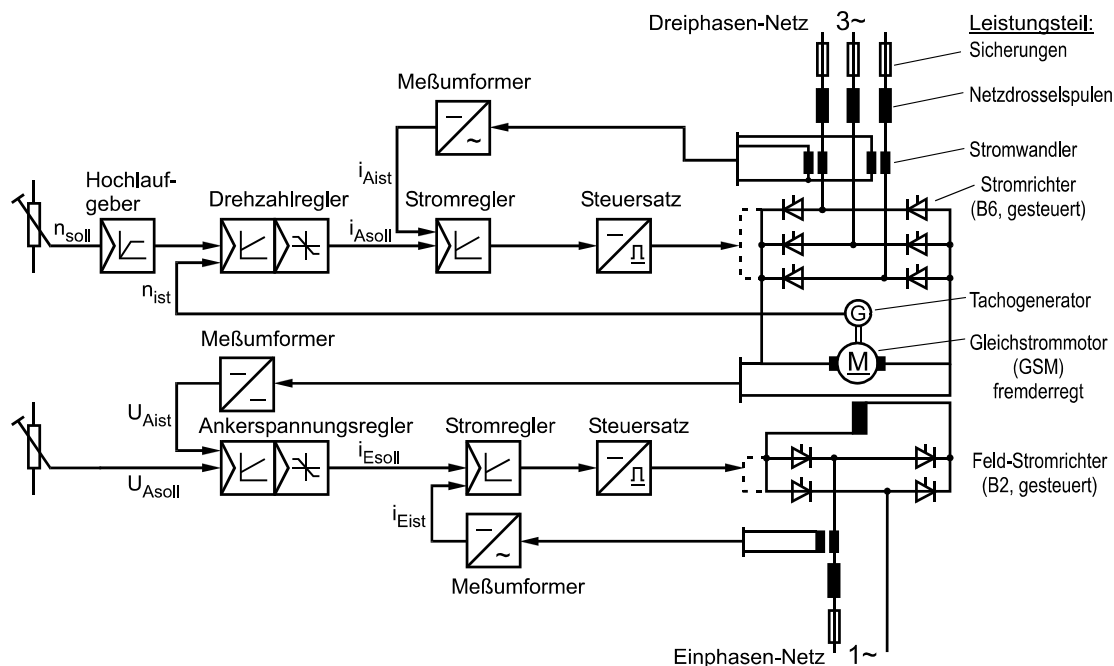 Dreiphasen-Netz 3~
Leistungsteil:
Sicherungen
Meßumformer
Netzdrosselspulen
~
Stromwandler
iAist
Hochlauf-
geber
Drehzahlregler
Stromregler
Steuersatz
Stromrichter
(B6, gesteuert)
nsoll
iAsoll
nist
Tachogenerator
G
Meßumformer
Gleichstrommotor
(GSM)
fremderregt
M
UAist
Ankerspannungsregler
Stromregler
Steuersatz
iEsoll
Feld-Stromrichter
(B2, gesteuert)
UAsoll
iEist
~
Meßumformer
Einphasen-Netz 1~